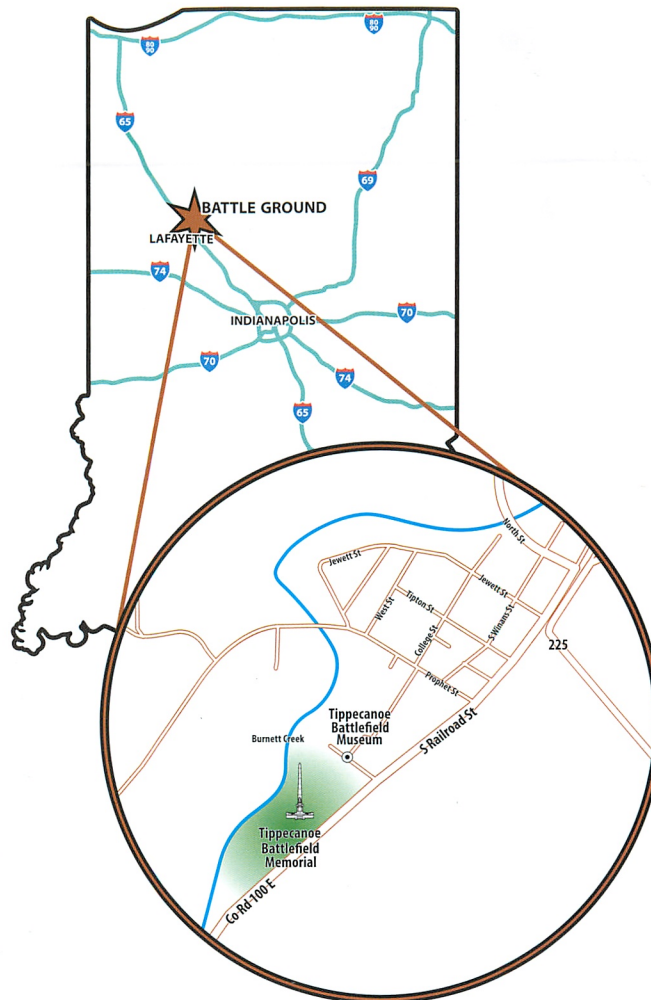 80
90
80
90
65
69
BATTLE GROUND
LAFAYETTE
74
INDIANAPOLIS
70
70
74
65
North St
Jewett St
Jewett St
West St
Tipton St
S Winans St
College St
225
Prophet St
Tippecanoe
Battlefield
Museum
S Railroad St
Burnett Creek
Tippecanoe
Battlefield
Memorial
Co Rd 100 E